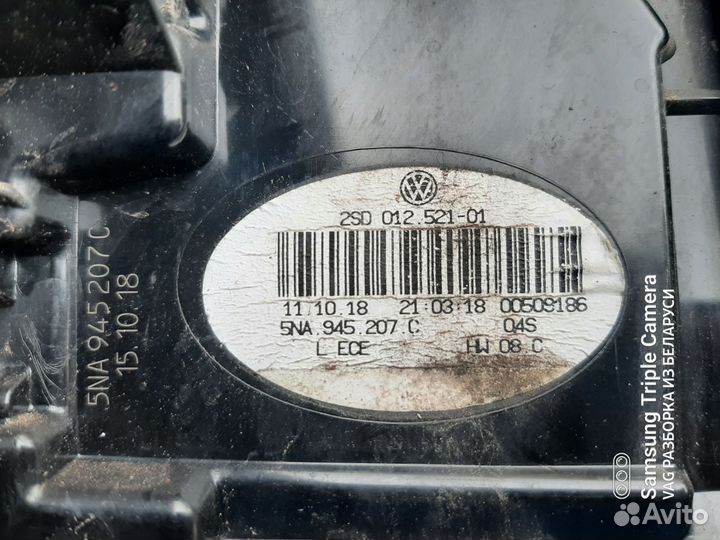 5NA 945 207 C
15.10.18
2SD 012.521-01
11.10.18 21:03:18 00509186
5NA.945.207 C 04S
L ECE HW 08 C
Samsung Triple Camera
VAG РАЗБОРКА ИЗ БЕЛАРУСИ
Avito